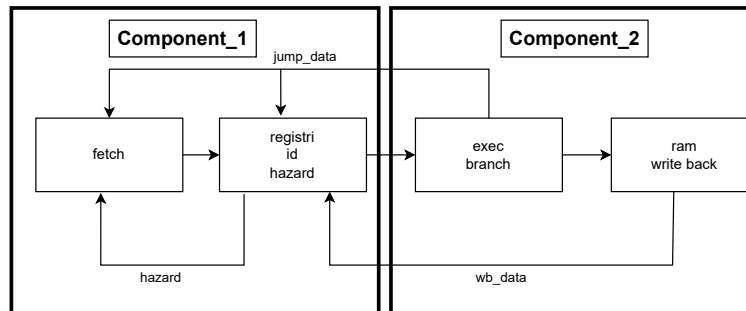 Component_1
Component_2
jump_data
fetch
registri
id
hazard
exec
branch
ram
write back
hazard
wb_data